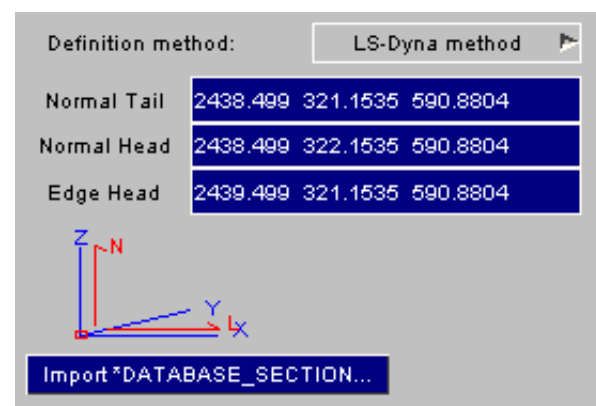 Definition method: LS-Dyna method
Normal Tail 2438.499 321.1535 590.8804
Normal Head 2438.499 322.1535 590.8804
Edge Head 2439.499 321.1535 590.8804
Z N
Y
L X
Import *DATABASE_SECTION...